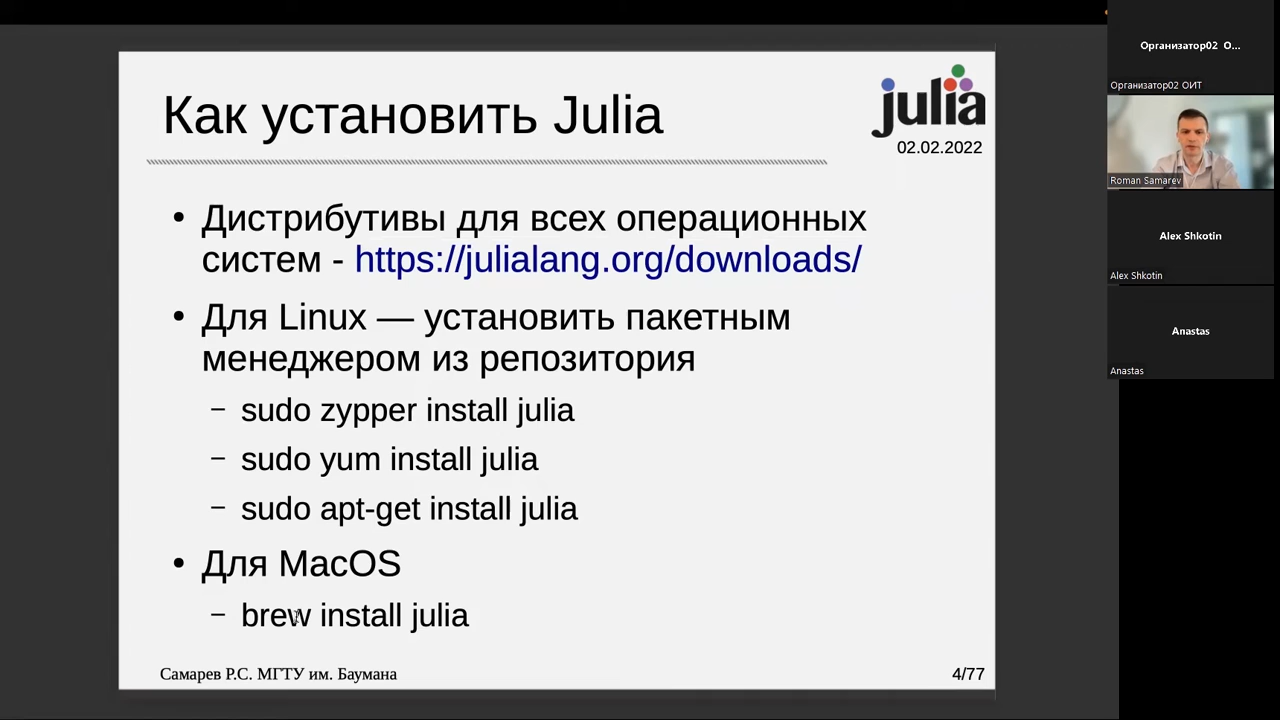 Как установить Julia
julia
02.02.2022
• Дистрибутивы для всех операционных
систем - https://julialang.org/downloads/
• Для Linux — установить пакетным
менеджером из репозитория
– sudo zypper install julia
– sudo yum install julia
– sudo apt-get install julia
• Для MacOS
– brew install julia
Самарев Р.С. МГТУ им. Баумана
4/77
Организатор02 О...
Организатор02 ОИТ
Roman Samarev
Alex Shkotin
Alex Shkotin
Anastas
Anastas